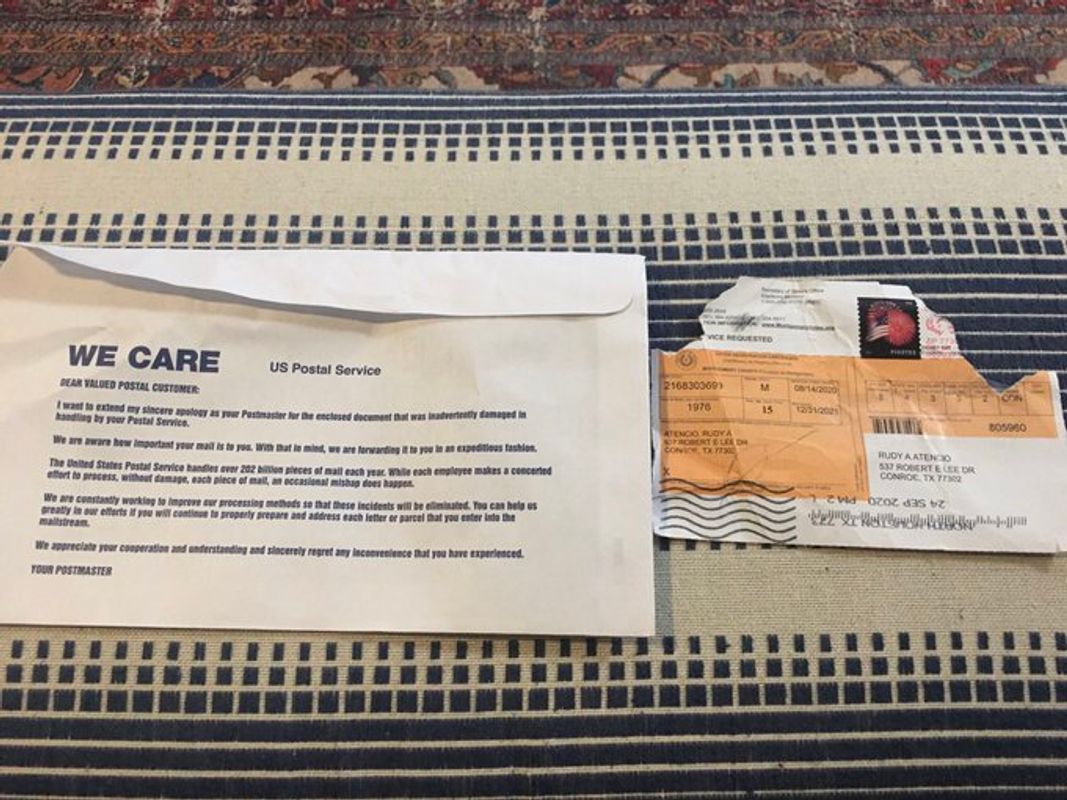 WE CARE
US Postal Service
DEAR VALUED POSTAL CUSTOMER:
I want to extend my sincere apology as your Postmaster for the enclosed document that was inadvertently damaged in
handling by your Postal Service.
We are aware how important your mail is to you. With that in mind, we are forwarding it to you in an expeditious fashion.
The United States Postal Service handles over 202 billion pieces of mail each year. While each employee makes a concerted
effort to process, without damage, each piece of mail, an occasional mishap does happen.
We are constantly working to improve our processing methods so that these incidents will be eliminated. You can help us
greatly in our efforts if you will continue to properly prepare and address each letter or parcel that you enter into the
mailstream.
We appreciate your cooperation and understanding and sincerely regret any inconvenience that you have experienced.
YOUR POSTMASTER
VICE REQUESTED
2168303699 M 08/14/2020
1976 15 12/31/2021
CON
805960
ATENCIO, RUDY A
537 ROBERT E LEE DR
CONROE, TX 77302
X
RUDY A ATENCIO
537 ROBERT E LEE DR
CONROE, TX 77302
24 SEP 2020 PM 2 L
NORTH HOUSTON TX 773